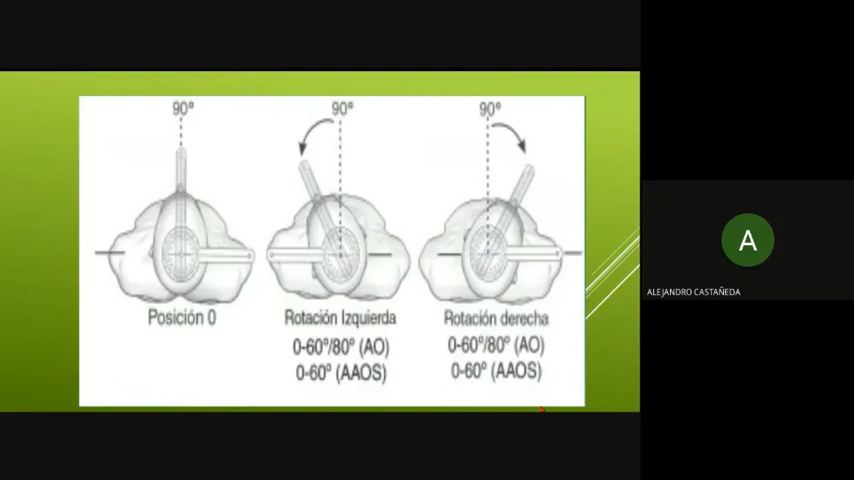 90º
90º
90º
Posición 0
Rotación Izquierda
0-60º/80º (AO)
0-60º (AAOS)
Rotación derecha
0-60º/80º (AO)
0-60º (AAOS)
A
ALEJANDRO CASTAÑEDA